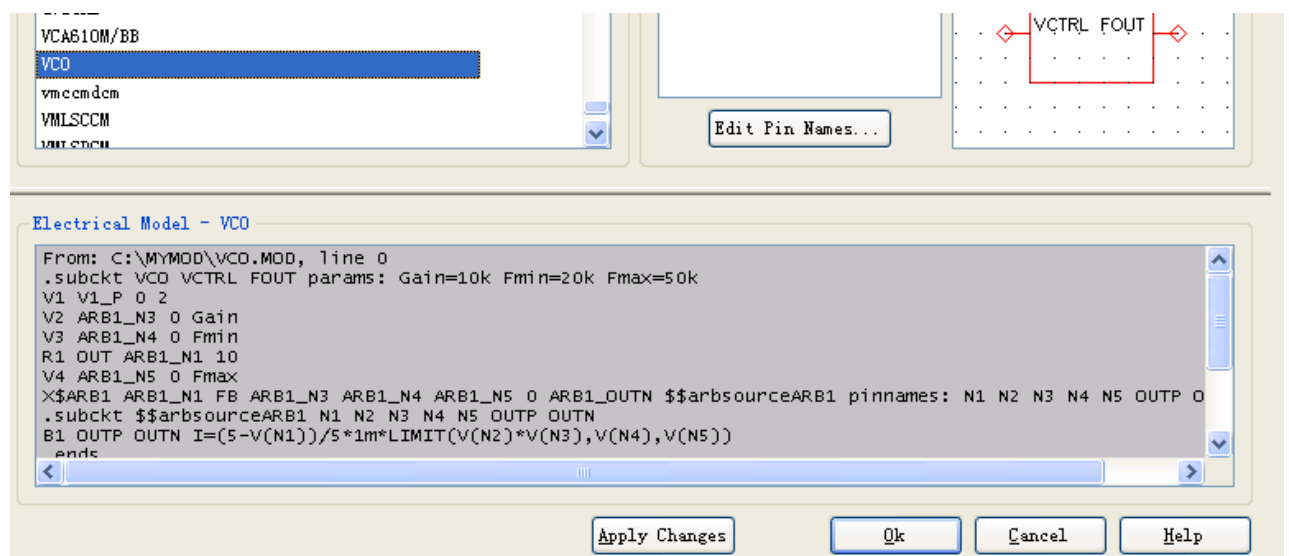 VCA610M/BB
VCO
vmccmdcm
VMLSCCM
VCTRL FOUT
Edit Pin Names...
Electrical Model - VCO
From: C:\MYMOD\VCO.MOD, line 0
.subckt VCO VCTRL FOUT params: Gain=10k Fmin=20k Fmax=50k
V1 V1_P 0 2
V2 ARB1_N3 0 Gain
V3 ARB1_N4 0 Fmin
R1 OUT ARB1_N1 10
V4 ARB1_N5 0 Fmax
X$ARB1 ARB1_N1 FB ARB1_N3 ARB1_N4 ARB1_N5 0 ARB1_OUTN $$arbsourceARB1 pinnames: N1 N2 N3 N4 N5 OUTP O
.subckt $$arbsourceARB1 N1 N2 N3 N4 N5 OUTP OUTN
B1 OUTP OUTN I=(5-V(N1))/5*1m*LIMIT(V(N2)*V(N3),V(N4),V(N5))
.ends
Apply Changes
Ok
Cancel
Help